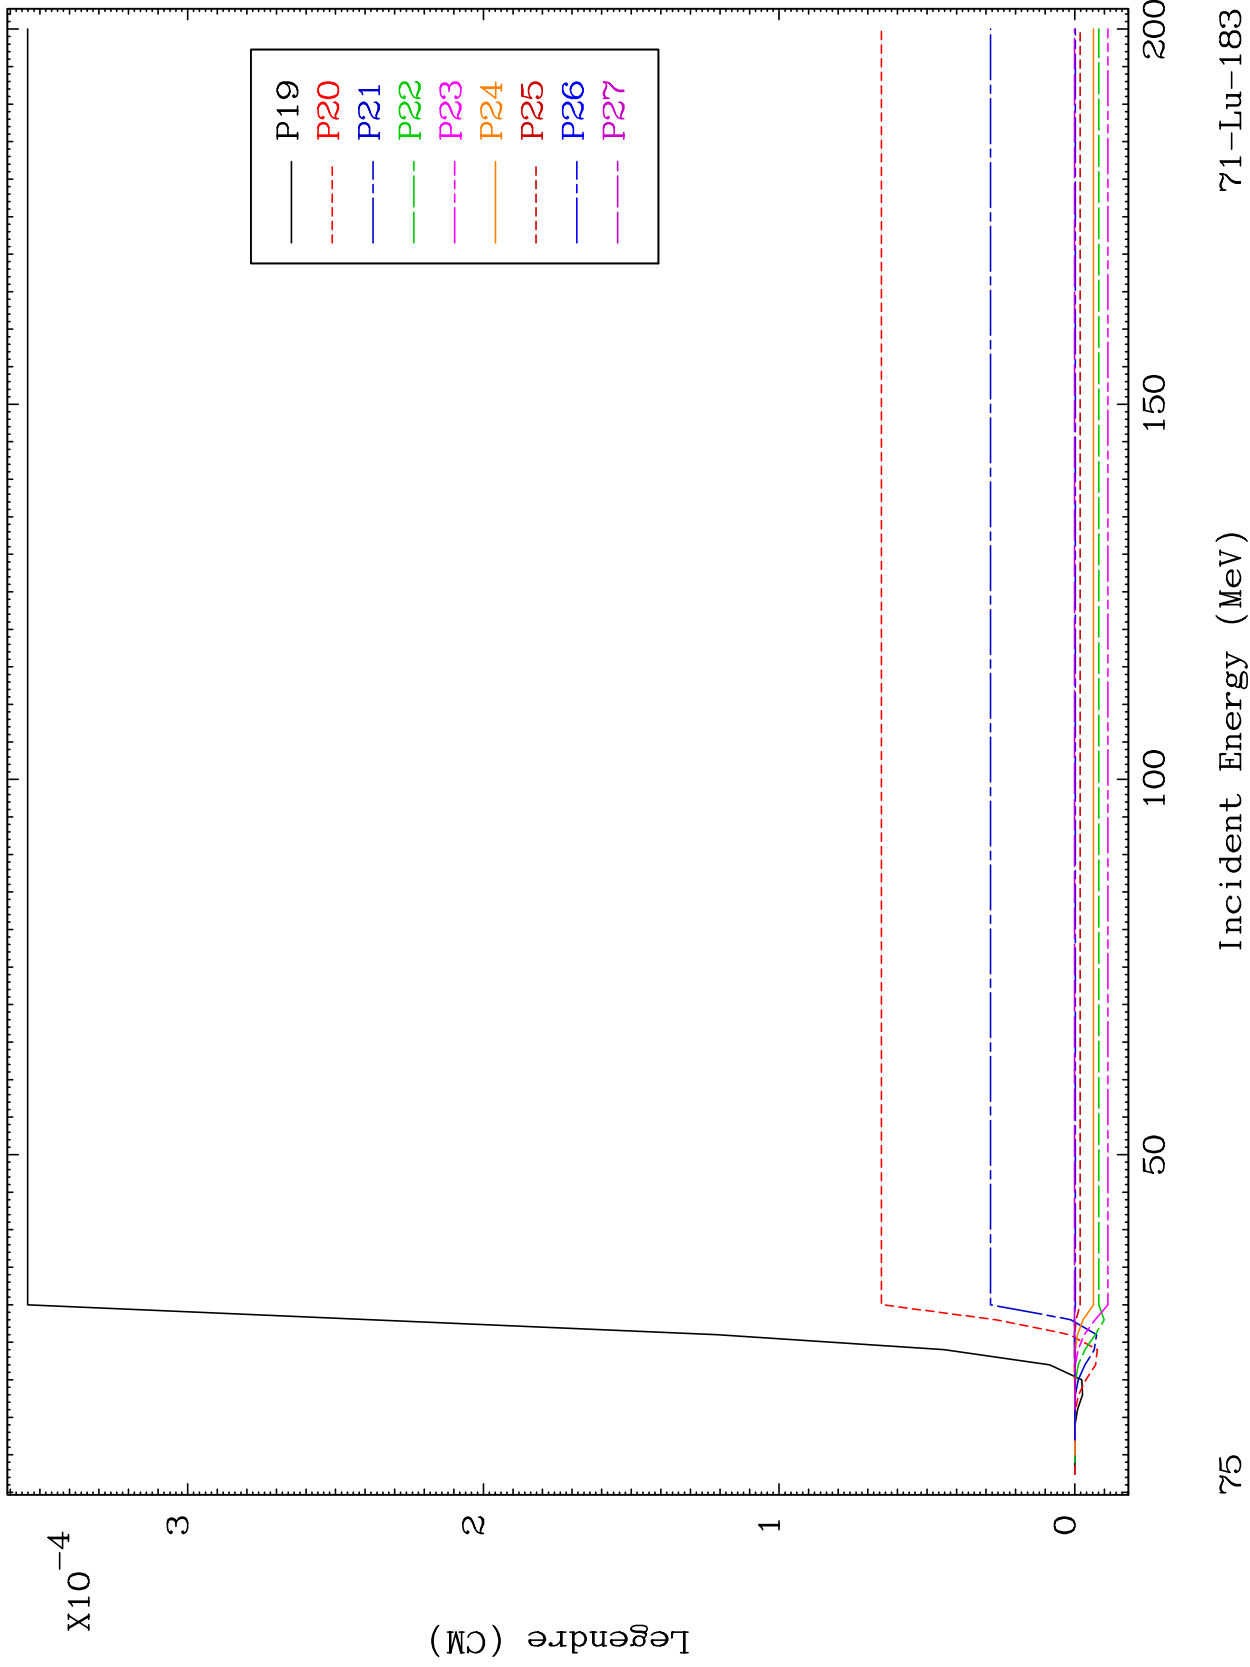 X10-4
Legendre (CM)
3
2
1
0
P19
P20
P21
P22
P23
P24
P25
P26
P27
50
100
150
200
75
Incident Energy (MeV)
71-Lu-183